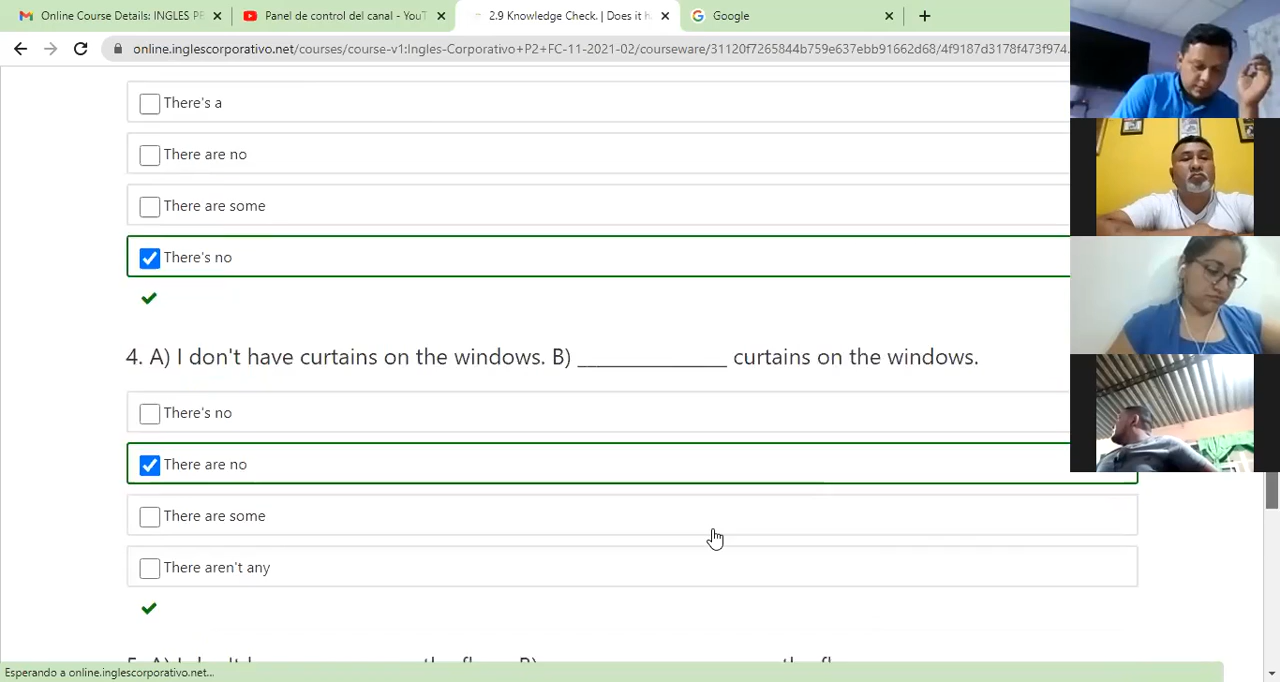 Online Course Details: INGLES PE
Panel de control del canal - YouT
2.9 Knowledge Check. | Does it h
Google
online.inglescorporativo.net/courses/course-v1:Ingles-Corporativo+P2+FC-11-2021-02/courseware/31120f7265844b759e637ebb91662d68/4f9187d3178f473f974
There's a
There are no
There are some
There's no
4. A) I don't have curtains on the windows. B) _____________ curtains on the windows.
There's no
There are no
There are some
There aren't any
Esperando a online.inglescorporativo.net...